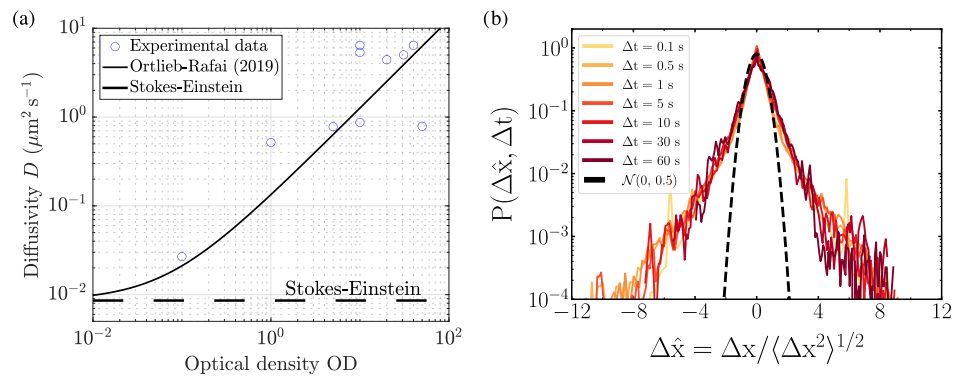 (a)
10^1
10^0
10^{-1}
10^{-2}
Diffusivity D (μm² s⁻¹)
Experimental data
Ortlieb-Rafai (2019)
Stokes-Einstein
Stokes-Einstein
10^{-2}
10^0
10^2
Optical density OD
(b)
10^0
10^{-1}
10^{-2}
10^{-3}
10^{-4}
P(Δx̂, Δt)
Δt = 0.1 s
Δt = 0.5 s
Δt = 1 s
Δt = 5 s
Δt = 10 s
Δt = 30 s
Δt = 60 s
𝒩(0, 0.5)
−12 −8 −4 0 4 8 12
Δx̂ = Δx/⟨Δx²⟩^{1/2}